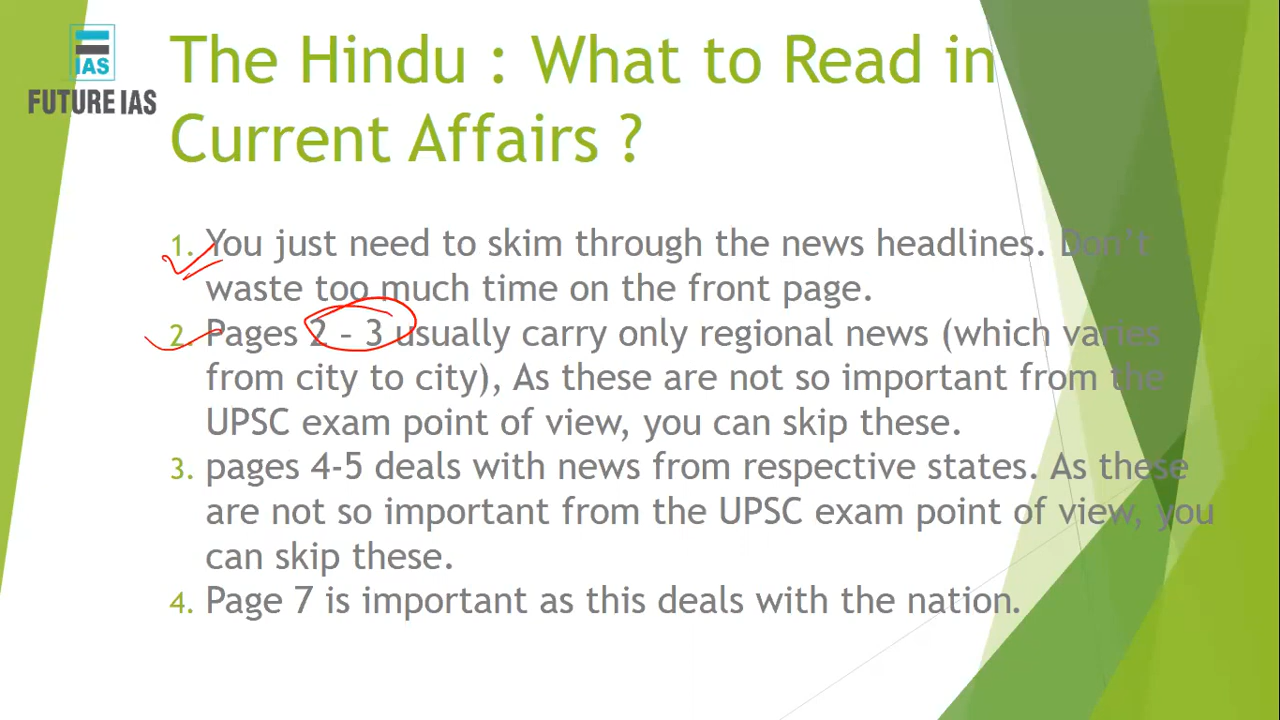 IAS
FUTURE IAS
The Hindu : What to Read in
Current Affairs ?
1. You just need to skim through the news headlines. Don't
waste too much time on the front page.
2. Pages 2 – 3 usually carry only regional news (which varies
from city to city), As these are not so important from the
UPSC exam point of view, you can skip these.
3. pages 4-5 deals with news from respective states. As these
are not so important from the UPSC exam point of view, you
can skip these.
4. Page 7 is important as this deals with the nation.